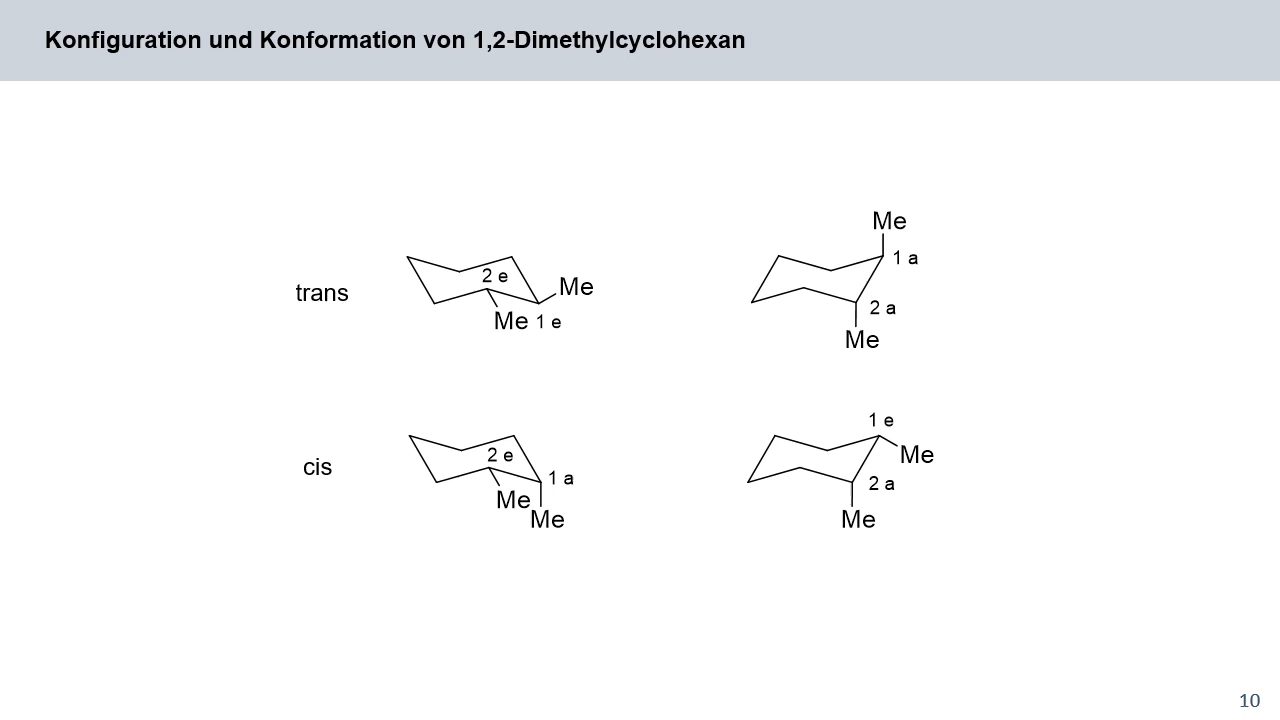 Konfiguration und Konformation von 1,2-Dimethylcyclohexan
trans
2 e
Me
Me 1 e
Me
1 a
2 a
Me
cis
2 e
1 a
Me
Me
1 e
Me
2 a
Me
10